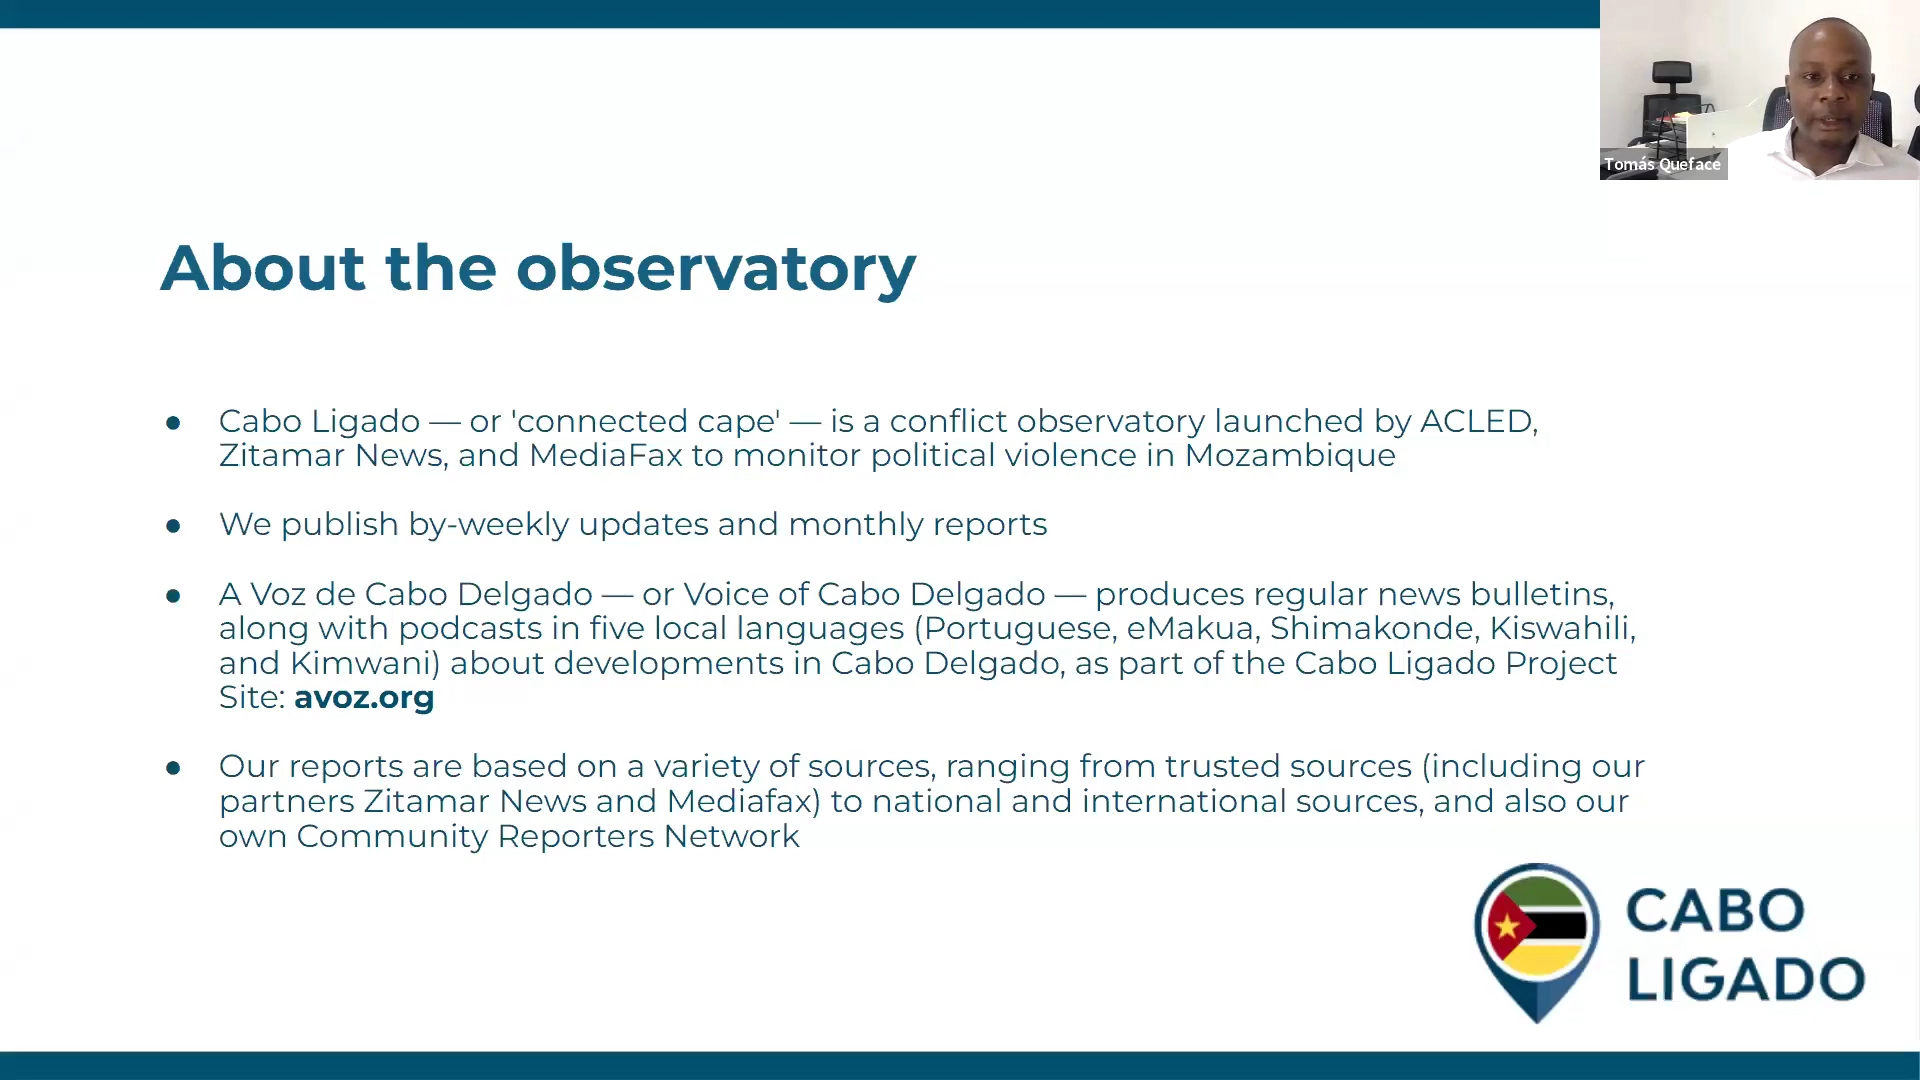 Tomás Queface
About the observatory
● Cabo Ligado — or 'connected cape' — is a conflict observatory launched by ACLED,
Zitamar News, and MediaFax to monitor political violence in Mozambique
● We publish by-weekly updates and monthly reports
● A Voz de Cabo Delgado — or Voice of Cabo Delgado — produces regular news bulletins,
along with podcasts in five local languages (Portuguese, eMakua, Shimakonde, Kiswahili,
and Kimwani) about developments in Cabo Delgado, as part of the Cabo Ligado Project
Site: avoz.org
● Our reports are based on a variety of sources, ranging from trusted sources (including our
partners Zitamar News and Mediafax) to national and international sources, and also our
own Community Reporters Network
CABO
LIGADO